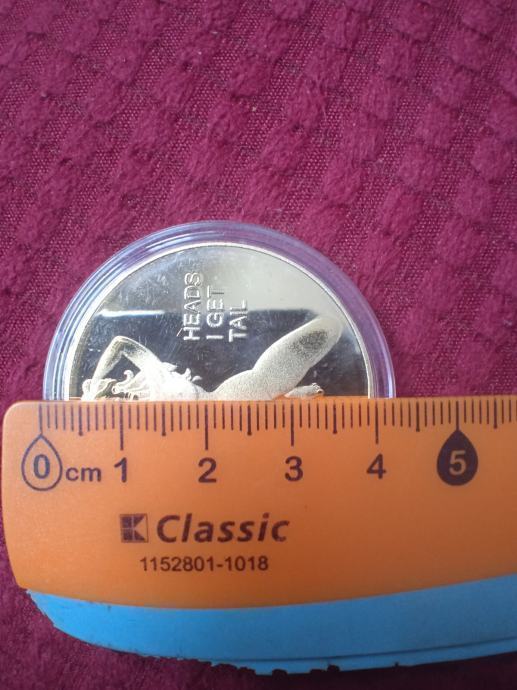 HEADS
I GET
TAIL
0 cm 1 2 3 4 5
K Classic
1152801-1018